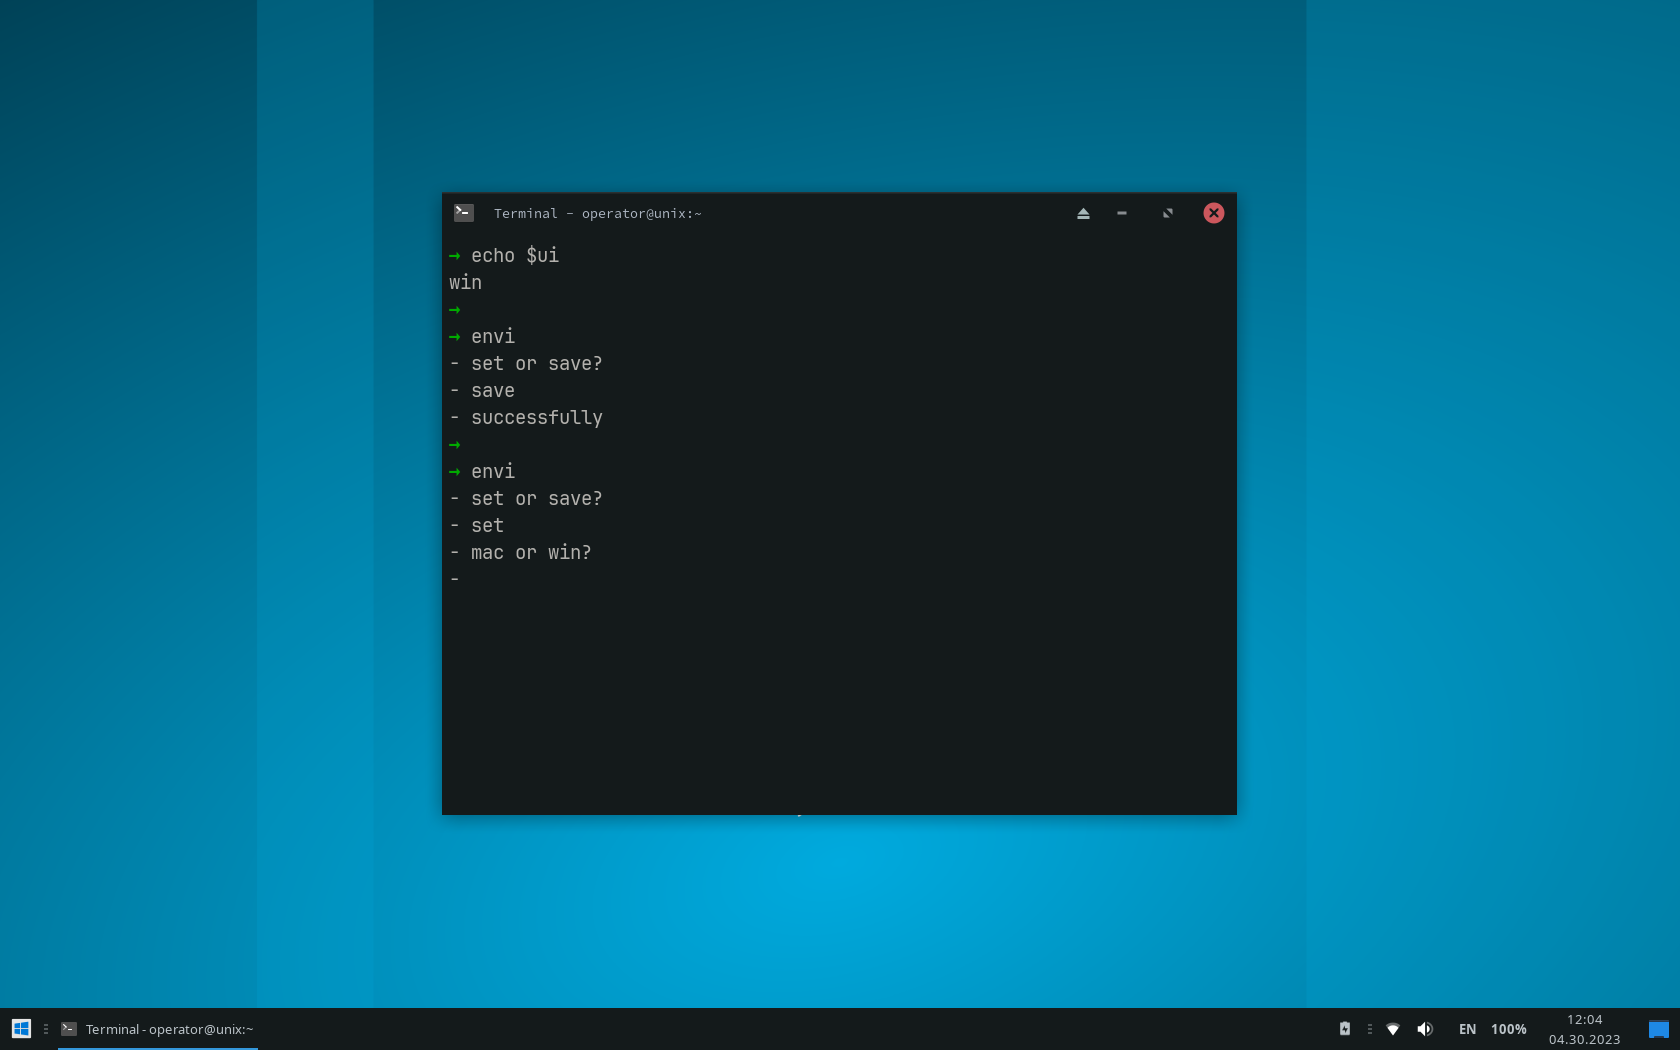 Terminal - operator@unix:~
→ echo $ui
win
→
→ envi
- set or save?
- save
- successfully
→
→ envi
- set or save?
- set
- mac or win?
-
Terminal - operator@unix:~
EN 100%
12:04
04.30.2023